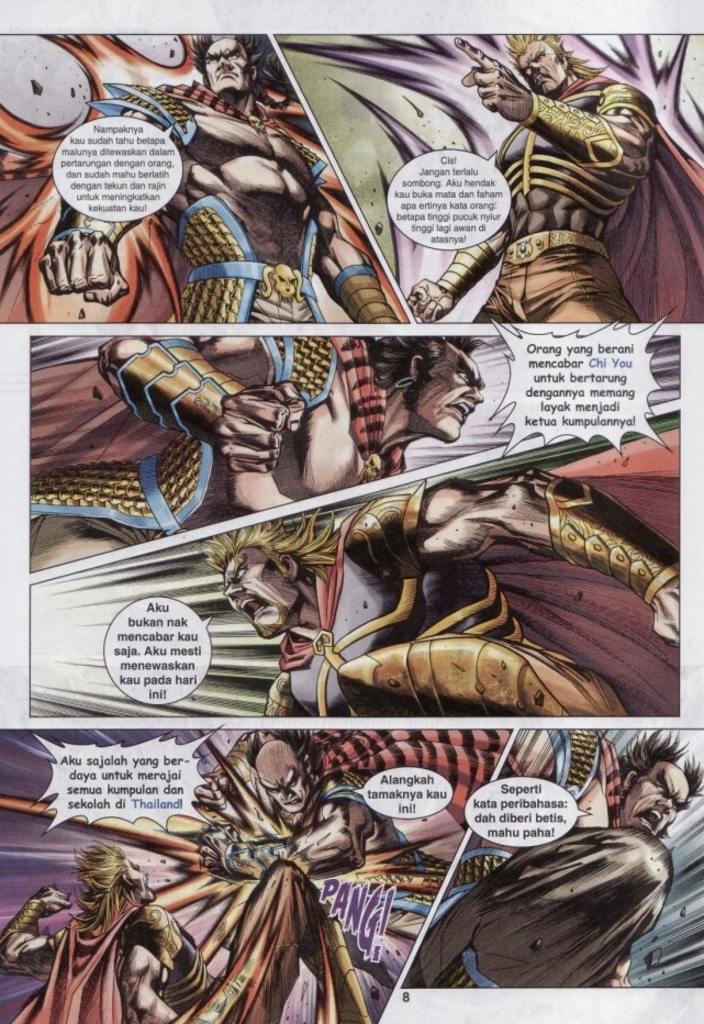 Nampaknya
kau sudah tahu betapa
malunya ditewaskan dalam
pertarungan dengan orang,
dan sudah mahu berlatih
dengan tekun dan rajin
untuk meningkatkan
kekuatan kau!
Cis!
Jangan terlalu
sombong. Aku hendak
kau buka mata dan faham
apa ertinya kata orang:
betapa tinggi pucuk nyiur
tinggi lagi awan di
atasnya!
Orang yang berani
mencabar Chi You
untuk bertarung
dengannya memang
layak menjadi
ketua kumpulannya!
Aku
bukan nak
mencabar kau
saja. Aku mesti
menewaskan
kau pada hari
ini!
Aku sajalah yang ber-
daya untuk merajai
semua kumpulan dan
sekolah di Thailand!
Alangkah
tamaknya kau
ini!
PANG!
Seperti
kata peribahasa:
dah diberi betis,
mahu paha!
8